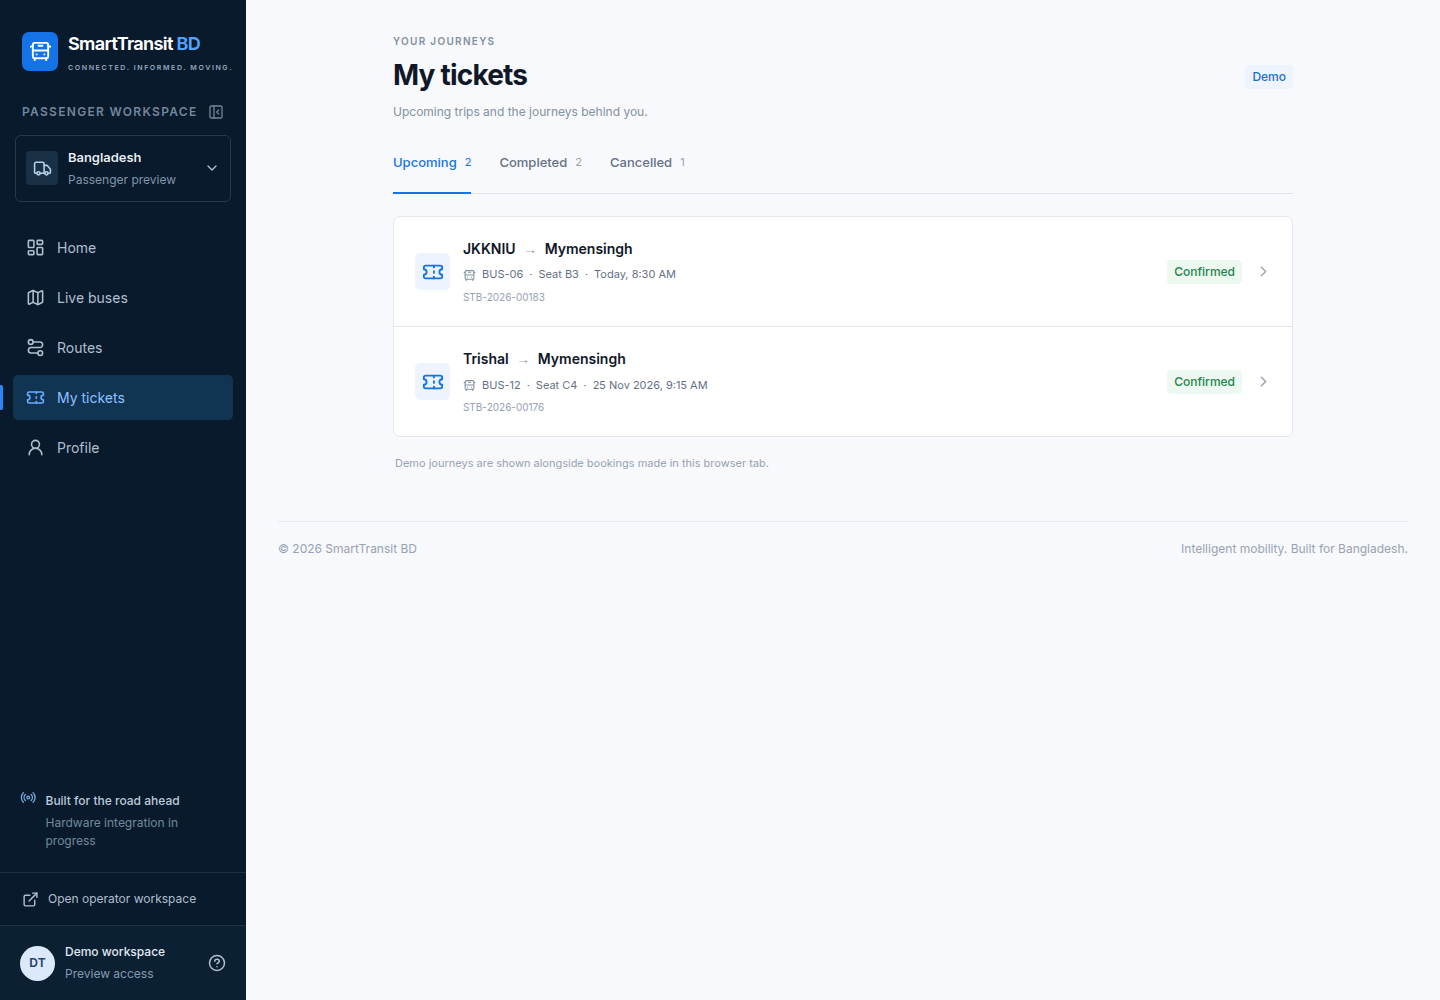 SmartTransit BD
CONNECTED. INFORMED. MOVING.
PASSENGER WORKSPACE
Bangladesh
Passenger preview
Home
Live buses
Routes
My tickets
Profile
Built for the road ahead
Hardware integration in
progress
Open operator workspace
DT
Demo workspace
Preview access
YOUR JOURNEYS
My tickets
Demo
Upcoming trips and the journeys behind you.
Upcoming 2 Completed 2 Cancelled 1
JKKNIU → Mymensingh
BUS-06 · Seat B3 · Today, 8:30 AM
STB-2026-00183
Confirmed
Trishal → Mymensingh
BUS-12 · Seat C4 · 25 Nov 2026, 9:15 AM
STB-2026-00176
Confirmed
Demo journeys are shown alongside bookings made in this browser tab.
© 2026 SmartTransit BD
Intelligent mobility. Built for Bangladesh.